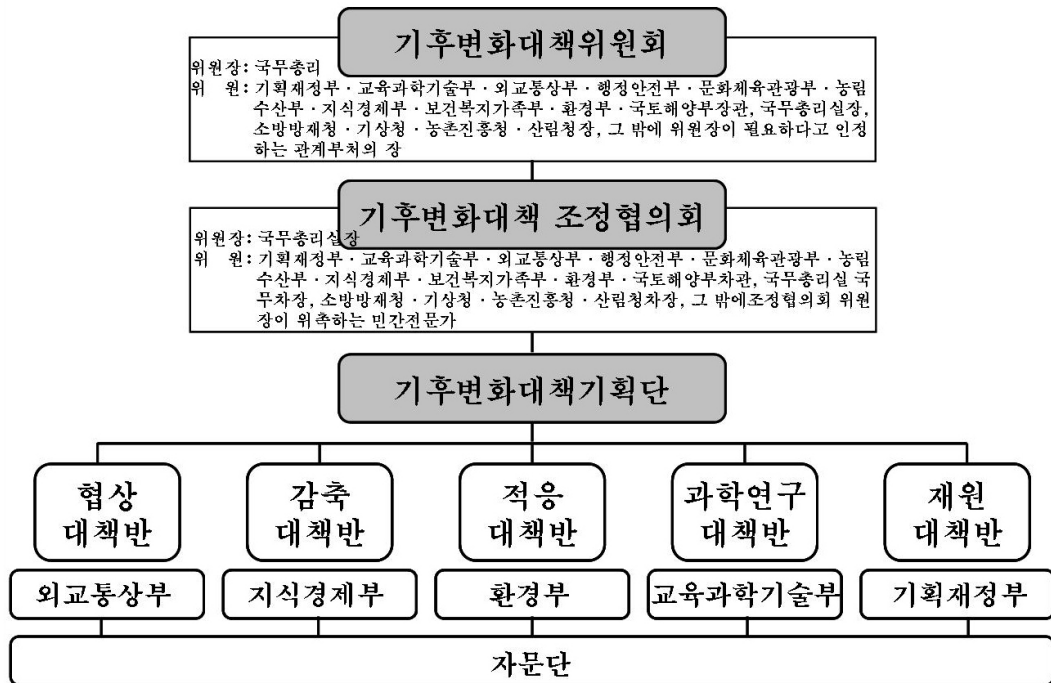 기후변화대책위원회
위원장: 국무총리
위 원: 기획재정부 · 교육과학기술부 · 외교통상부 · 행정안전부 · 문화체육관광부 · 농림
수산부 · 지식경제부 · 보건복지가족부 · 환경부 · 국토해양부장관, 국무총리실장,
소방방재청 · 기상청 · 농촌진흥청 · 산림청장, 그 밖에 위원장이 필요하다고 인정
하는 관계부처의 장
기후변화대책 조정협의회
위원장: 국무총리실장
위 원: 기획재정부 · 교육과학기술부 · 외교통상부 · 행정안전부 · 문화체육관광부 · 농림
수산부 · 지식경제부 · 보건복지가족부 · 환경부 · 국토해양부차관, 국무총리실 국
무차장, 소방방재청 · 기상청 · 농촌진흥청 · 산림청차장, 그 밖에조정협의회 위원
장이 위촉하는 민간전문가
기후변화대책기획단
협상
대책반
감축
대책반
적응
대책반
과학연구
대책반
재원
대책반
외교통상부
지식경제부
환경부
교육과학기술부
기획재정부
자문단